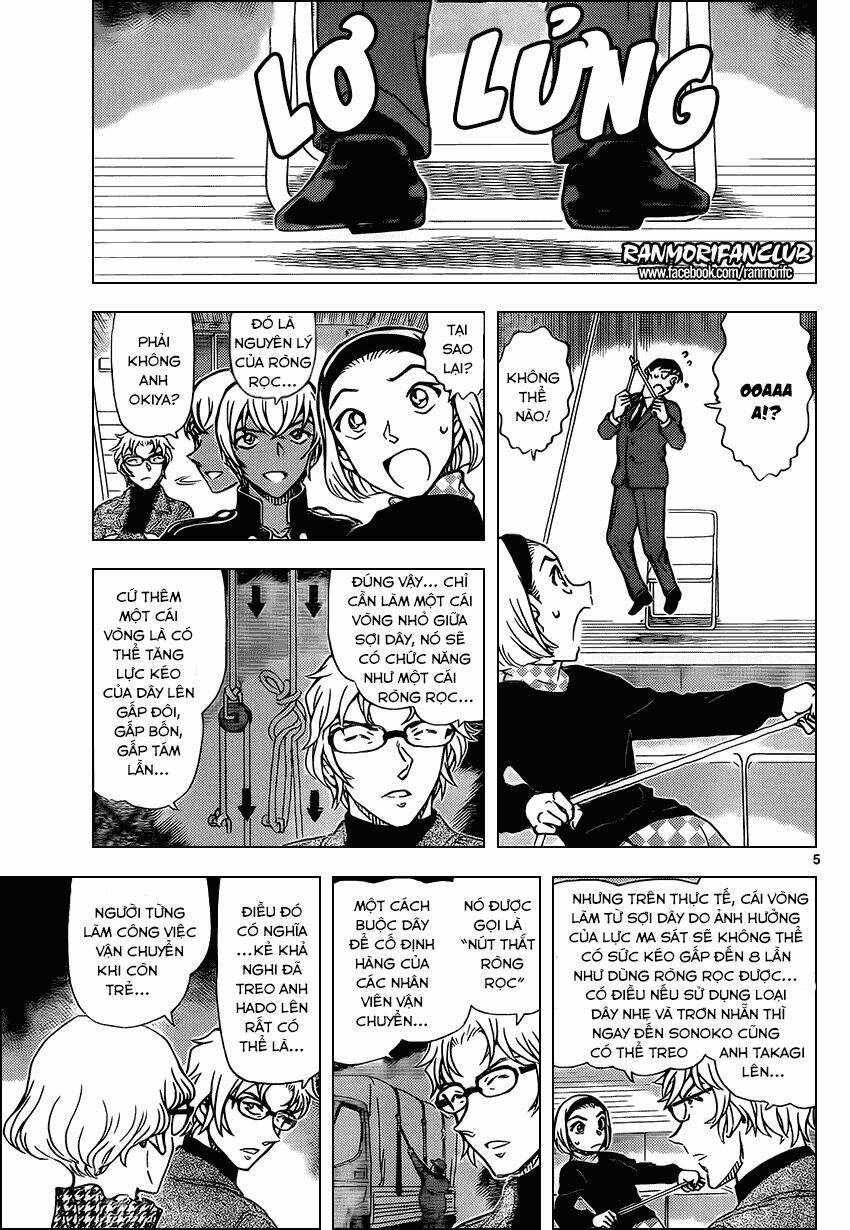 LƠ LỬNG
RANMORIFANCLUB
www.facebook.com/ranmorifc
OOAAA
A!?
KHÔNG
THỂ
NÀO!
TẠI
SAO
LẠI?
ĐÓ LÀ
NGUYÊN LÝ
CỦA RÒNG
RỌC...
PHẢI
KHÔNG
ANH
OKIYA?
ĐÚNG VẬY... CHỈ
CẦN LÀM MỘT CÁI
VÒNG NHỎ GIỮA
SỢI DÂY, NÓ SẼ
CÓ CHỨC NĂNG
NHƯ MỘT CÁI
RÒNG RỌC...
CỨ THÊM
MỘT CÁI
VÒNG LÀ CÓ
THỂ TĂNG
LỰC KÉO
CỦA DÂY LÊN
GẤP ĐÔI,
GẤP BỐN,
GẤP TÁM
LẦN...
5
NHƯNG TRÊN THỰC TẾ, CÁI VÒNG
LÀM TỪ SỢI DÂY DO ẢNH HƯỞNG
CỦA LỰC MA SÁT SẼ KHÔNG THỂ
CÓ SỨC KÉO GẤP ĐẾN 8 LẦN
NHƯ DÙNG RÒNG RỌC ĐƯỢC...
CÓ ĐIỀU NẾU SỬ DỤNG LOẠI
DÂY NHẸ VÀ TRƠN NHẴN THÌ
NGAY ĐẾN SONOKO CŨNG
CÓ THỂ TREO ANH TAKAGI
LÊN...
NÓ ĐƯỢC
GỌI LÀ
"NÚT THẮT
RÒNG
RỌC"
MỘT CÁCH
BUỘC DÂY
ĐỂ CỐ ĐỊNH
HÀNG CỦA
CÁC NHÂN
VIÊN VẬN
CHUYỂN...
ĐIỀU ĐÓ
CÓ NGHĨA
...KẺ KHẢ
NGHI ĐÃ
TREO ANH
HADO LÊN
RẤT CÓ
THỂ LÀ...
NGƯỜI TỪNG
LÀM CÔNG VIỆC
VẬN CHUYỂN
KHI CÒN
TRẺ...